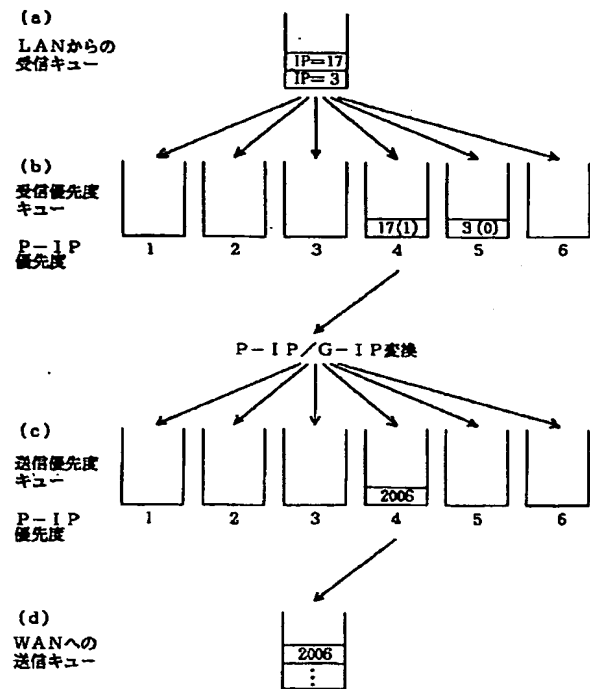 (a)
LANからの
受信キュー
IP=17
IP=3
(b)
受信優先度
キュー
17(1)
3(0)
P-IP
優先度
1 2 3 4 5 6
P-IP/G-IP変換
(c)
送信優先度
キュー
2006
P-IP
優先度
1 2 3 4 5 6
(d)
WANへの
送信キュー
2006
⋮